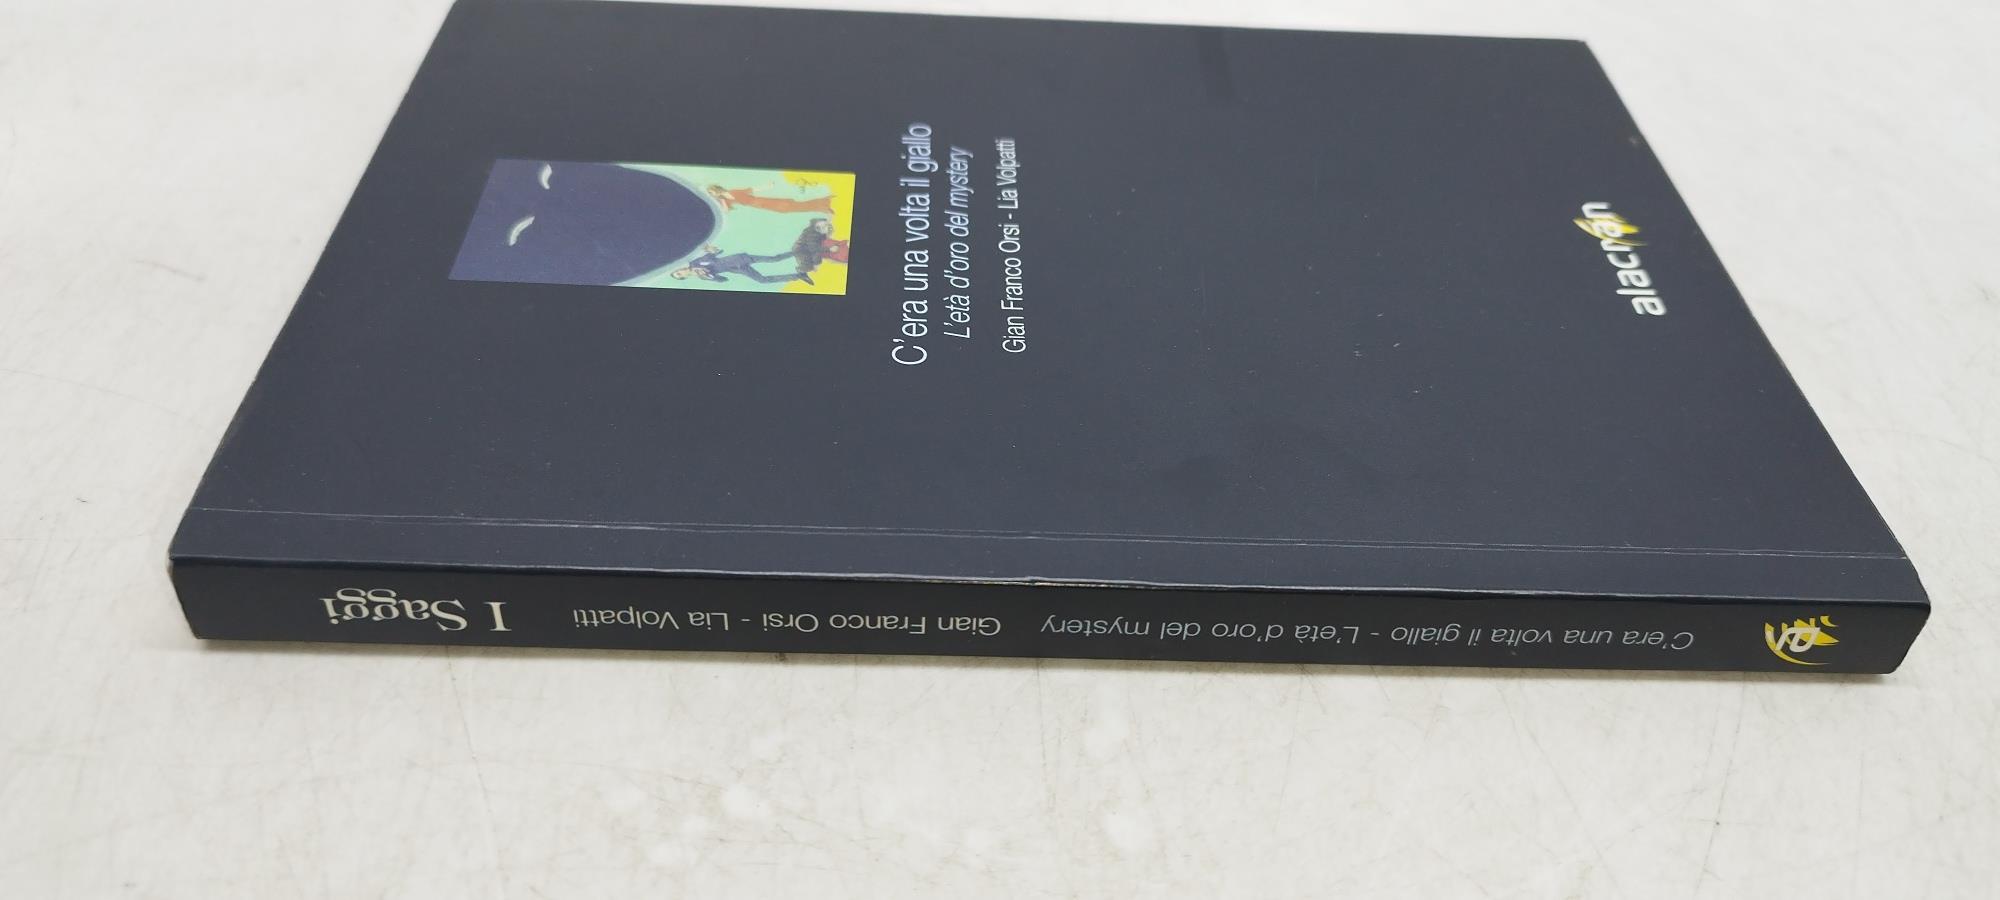 C'era una volta il giallo
L'età d'oro del mystery
Gian Franco Orsi - Lia Volpatti
alacrán
C'era una volta il giallo - L'età d'oro del mystery Gian Franco Orsi - Lia Volpatti I Saggi